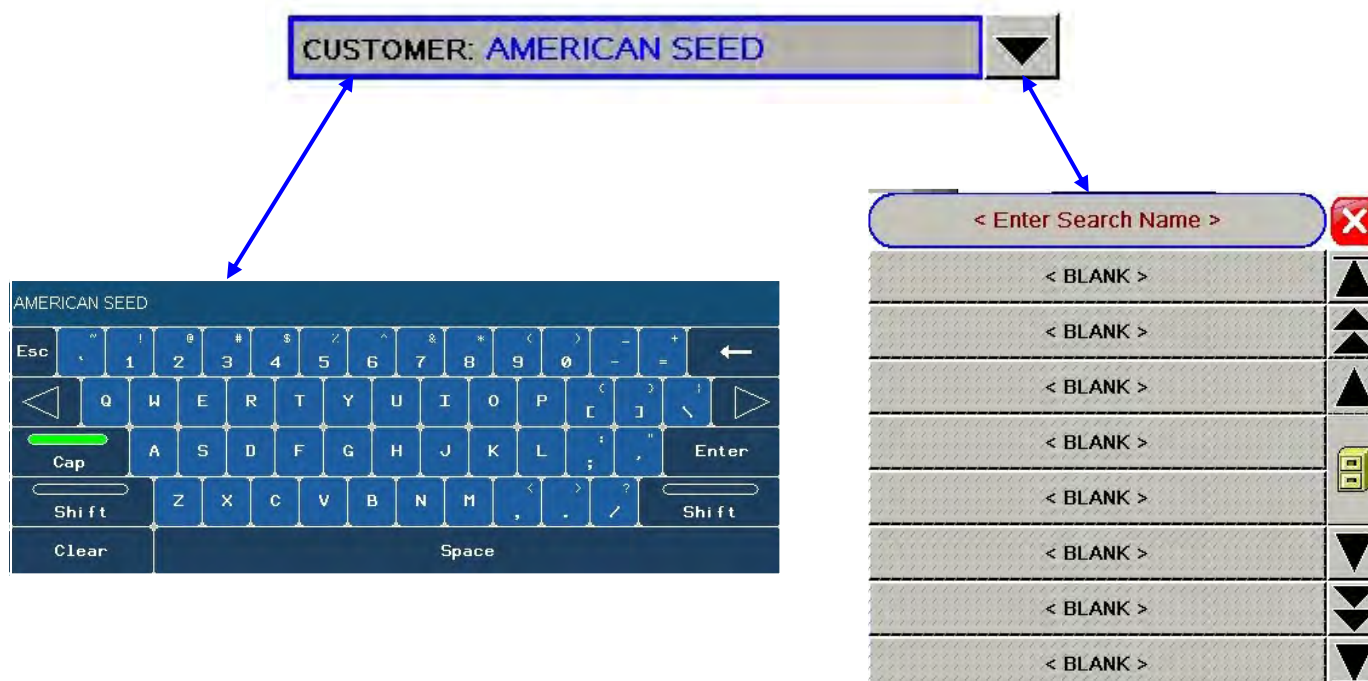 CUSTOMER: AMERICAN SEED
< Enter Search Name >
< BLANK >
< BLANK >
< BLANK >
< BLANK >
< BLANK >
< BLANK >
< BLANK >
< BLANK >
AMERICAN SEED
Esc ~ ` ! 1 @ 2 # 3 $ 4 % 5 ^ 6 & 7 * 8 ( 9 ) 0 _ - + =
Q W E R T Y U I O P { [ } ] | \
Cap A S D F G H J K L : ; " ' Enter
Shift Z X C V B N M < , > . ? / Shift
Clear Space